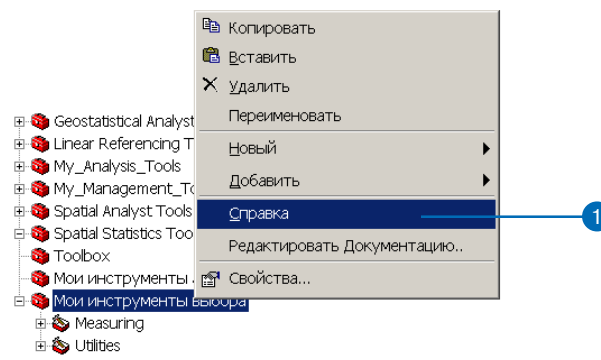 Копировать
Вставить
Удалить
Переименовать
Новый
Добавить
Справка
1
Редактировать Документацию..
Свойства...
Geostatistical Analyst
Linear Referencing T
My_Analysis_Tools
My_Management_To
Spatial Analyst Tools
Spatial Statistics Too
Toolbox
Мои инструменты
Мои инструменты выбора
Measuring
Utilities